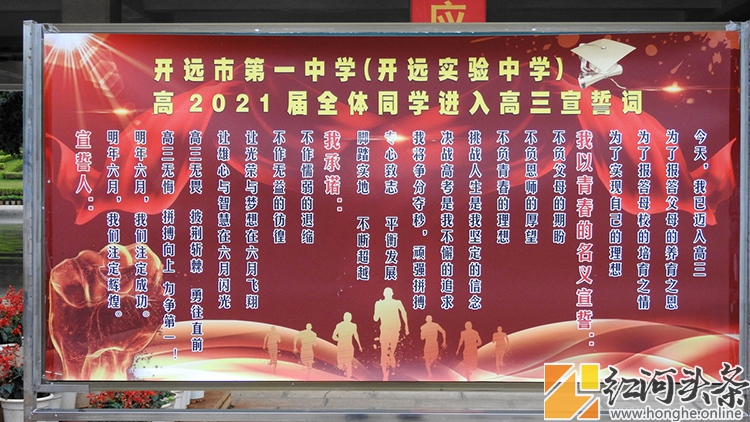 应
开远市第一中学(开远实验中学)
高2021届全体同学进入高三宣誓词
今天，我已迈入高三
为了报答父母的养育之恩
为了报答母校的培育之情
为了实现自己的理想
我以青春的名义宣誓：
不负父母的期盼
不负恩师的厚望
不负青春的理想
挑战人生是我坚定的信念
决战高考是我不懈的追求
我将争分夺秒，顽强拼搏
专心致志 平衡发展
脚踏实地 不断超越
我承诺：
不作懦弱的退缩
不作无益的彷徨
让光荣与梦想在六月飞翔
让雄心与智慧在六月闪光
高三无畏 披荆斩棘 勇往直前
高三无悔 拼搏向上 力争第一！
明年六月，我们注定成功。
明年六月，我们注定辉煌。
宣誓人：
红河头条
www.honghe.online